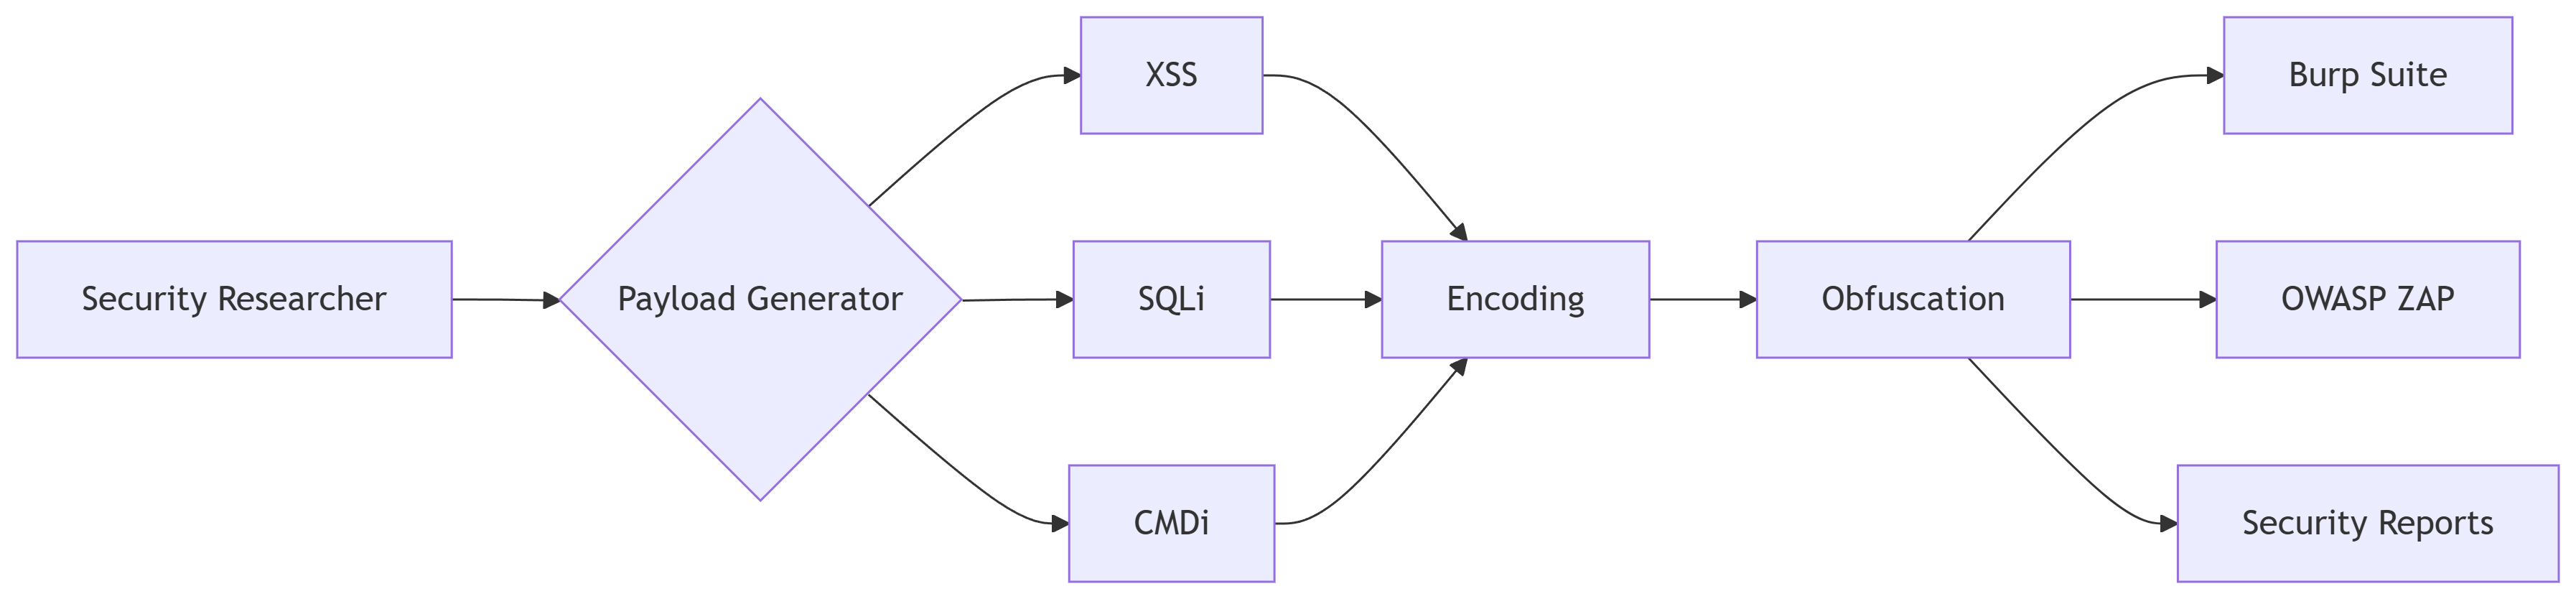 Security Researcher
Payload Generator
XSS
SQLi
CMDi
Encoding
Obfuscation
Burp Suite
OWASP ZAP
Security Reports